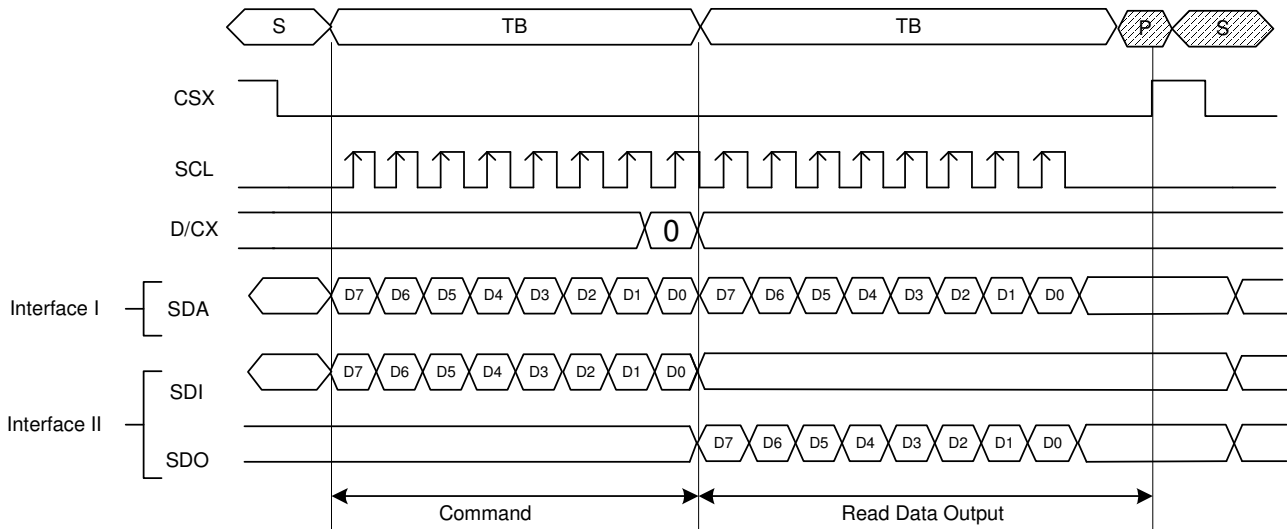 S TB TB P S
CSX
SCL
D/CX 0
Interface I SDA D7 D6 D5 D4 D3 D2 D1 D0 D7 D6 D5 D4 D3 D2 D1 D0
SDI D7 D6 D5 D4 D3 D2 D1 D0
Interface II
SDO D7 D6 D5 D4 D3 D2 D1 D0
Command Read Data Output